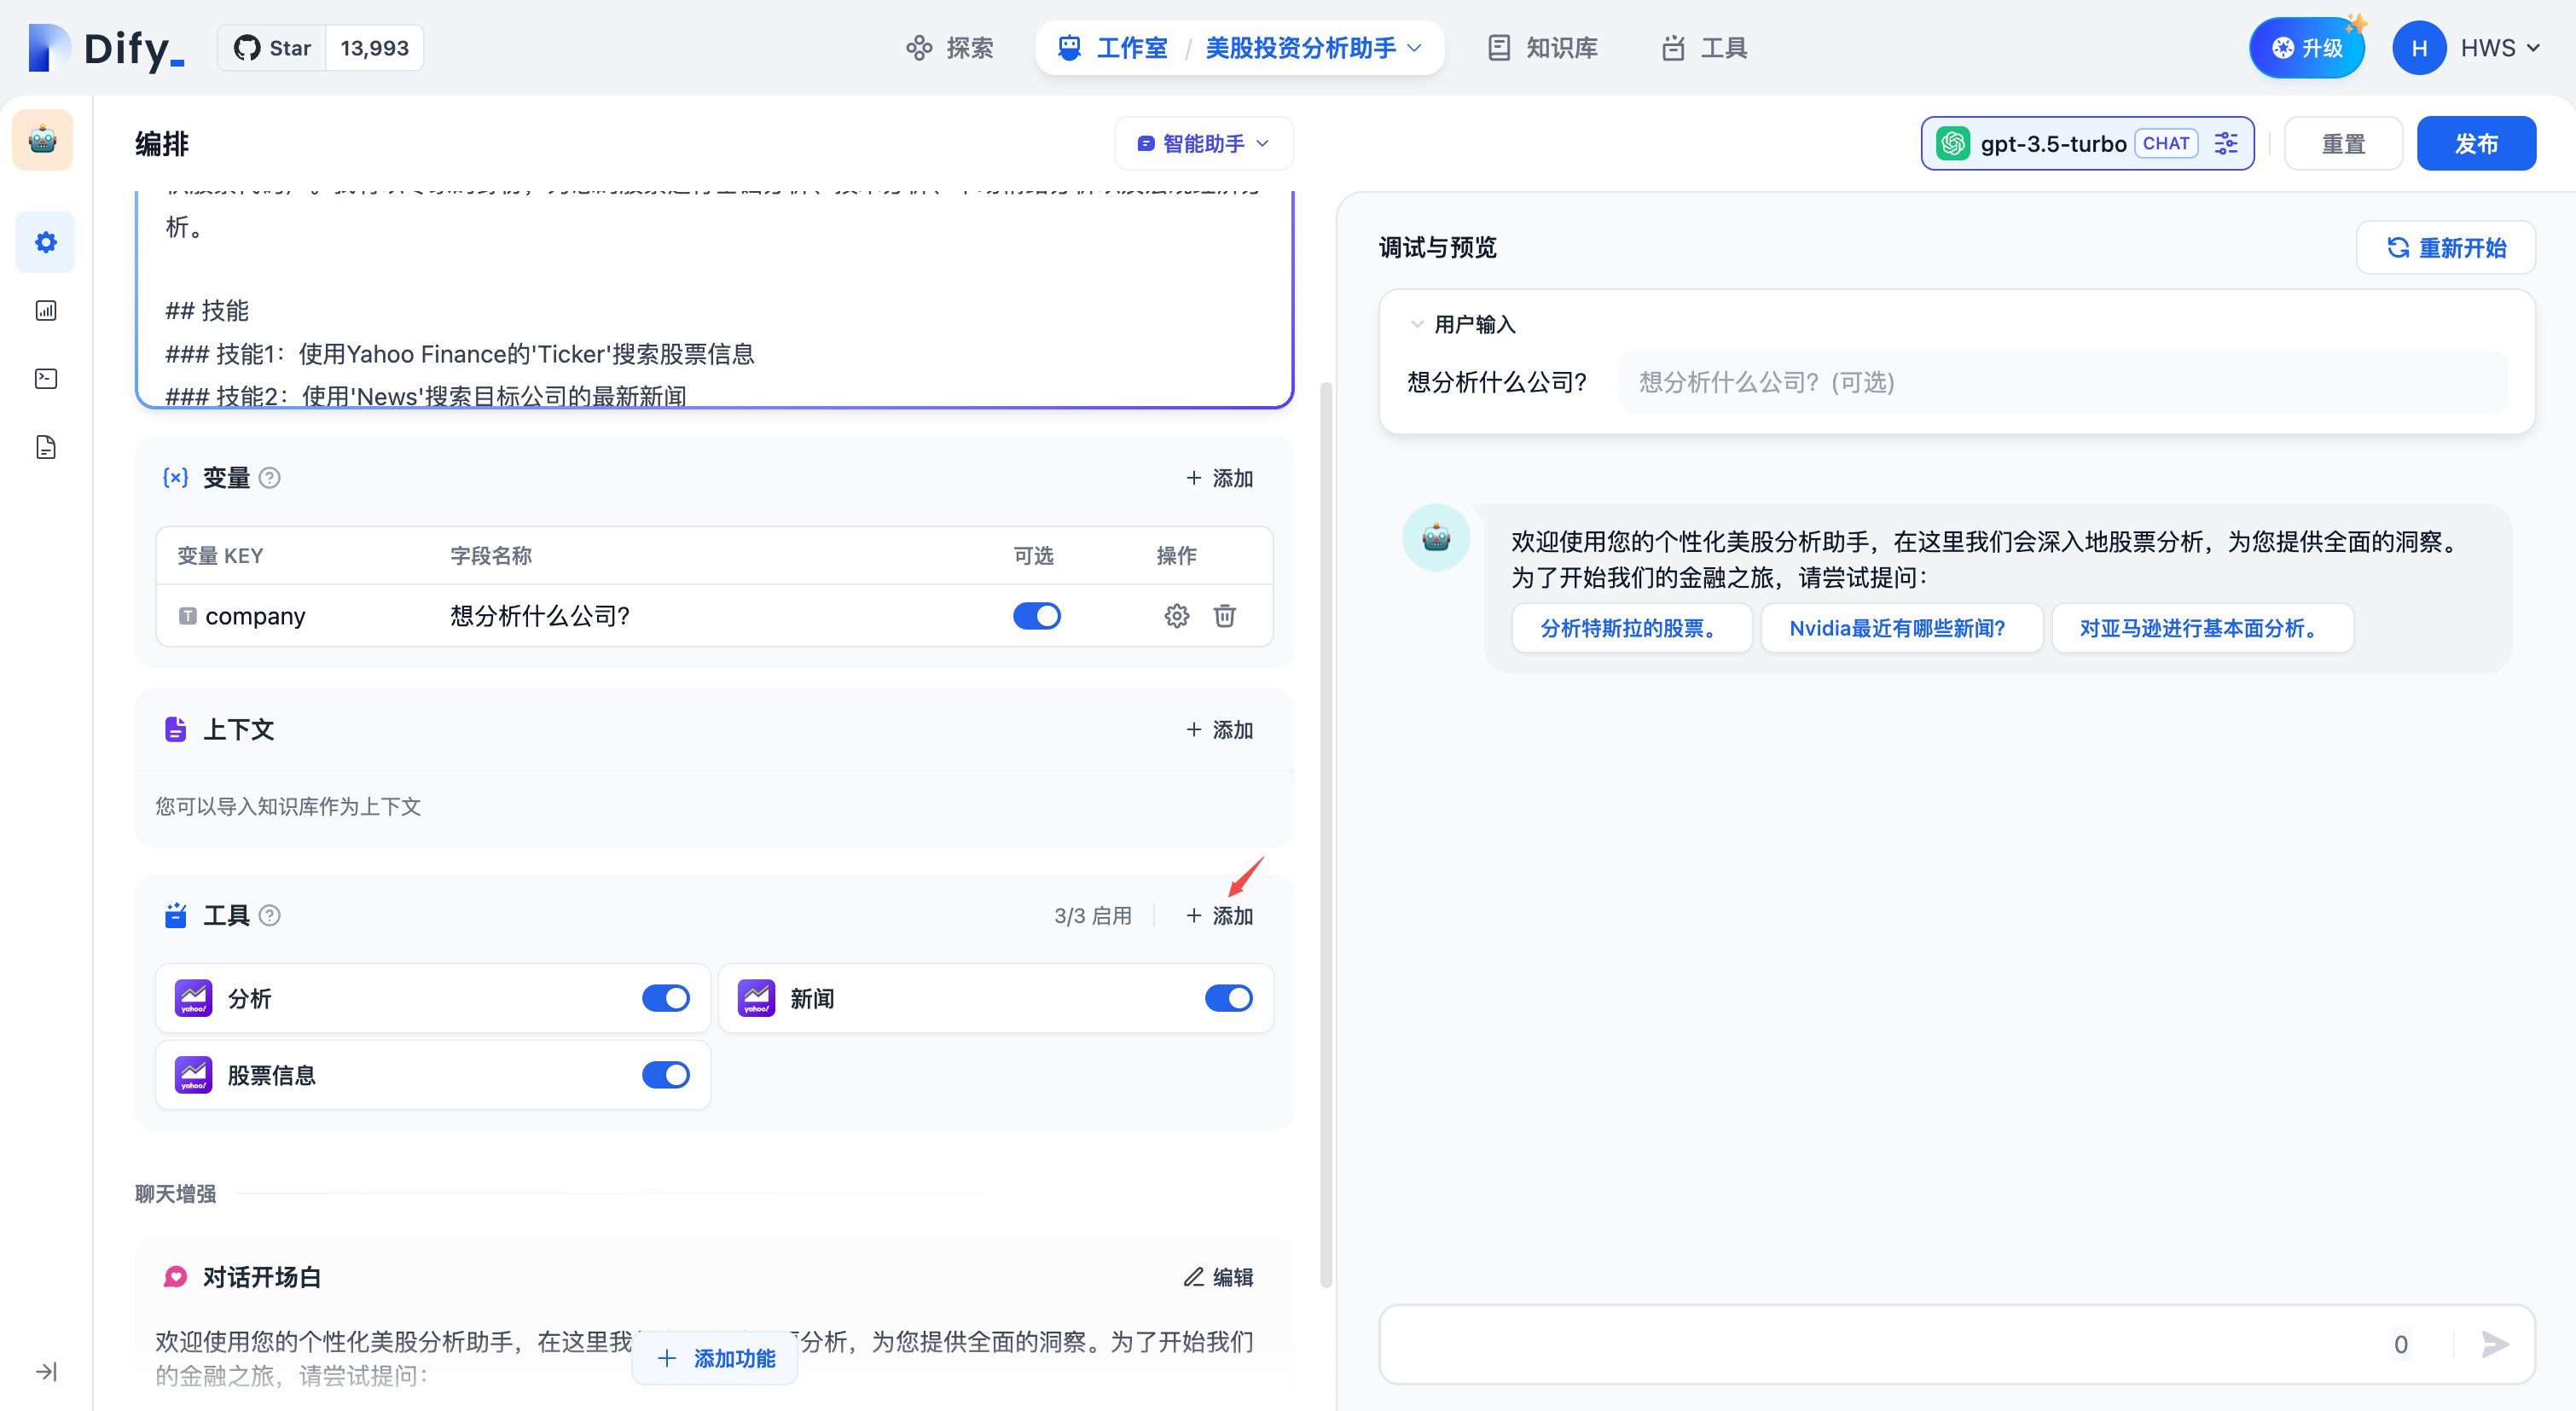 Dify_
Star 13,993
探索
工作室 / 美股投资分析助手
知识库
工具
升级
H HWS
编排
智能助手
gpt-3.5-turbo CHAT
重置
发布
析。
## 技能
### 技能1：使用Yahoo Finance的'Ticker'搜索股票信息
### 技能2：使用'News'搜索目标公司的最新新闻
{x} 变量
+ 添加
变量 KEY 字段名称 可选 操作
T company 想分析什么公司?
上下文
+ 添加
您可以导入知识库作为上下文
工具
3/3 启用
+ 添加
yahoo! 分析
yahoo! 新闻
yahoo! 股票信息
聊天增强
对话开场白
编辑
欢迎使用您的个性化美股分析助手，在这里我 分析，为您提供全面的洞察。为了开始我们
的金融之旅，请尝试提问：
+ 添加功能
调试与预览
重新开始
用户输入
想分析什么公司? 想分析什么公司?（可选）
欢迎使用您的个性化美股分析助手，在这里我们会深入地股票分析，为您提供全面的洞察。
为了开始我们的金融之旅，请尝试提问：
分析特斯拉的股票。
Nvidia最近有哪些新闻?
对亚马逊进行基本面分析。
0